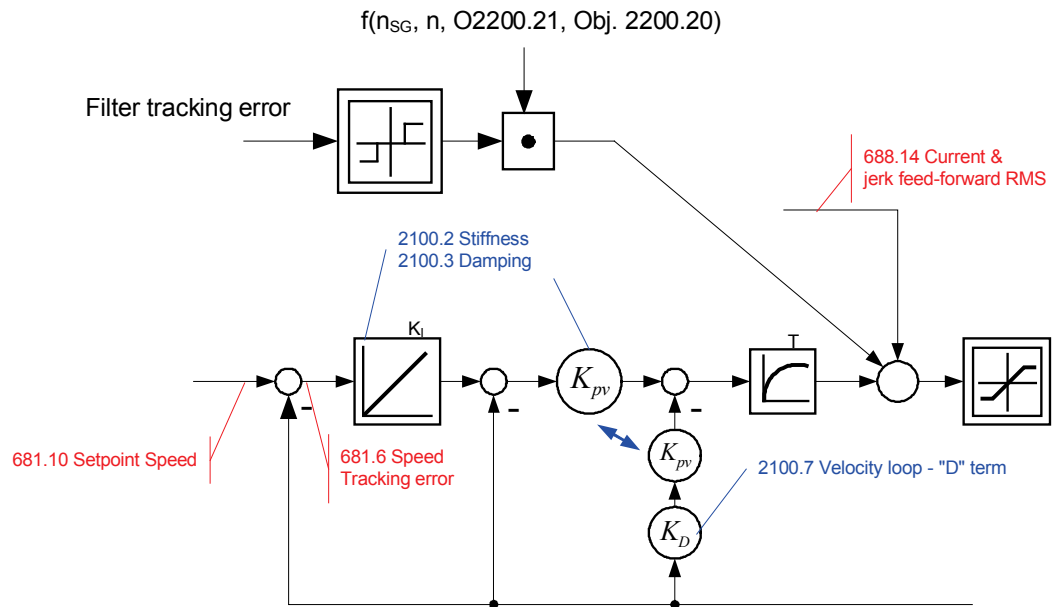 f(nSG, n, O2200.21, Obj. 2200.20)
Filter tracking error
688.14 Current &
jerk feed-forward RMS
2100.2 Stiffness
2100.3 Damping
KI
T
Kpv
-
-
-
681.10 Setpoint Speed
681.6 Speed
Tracking error
Kpv
2100.7 Velocity loop - "D" term
KD